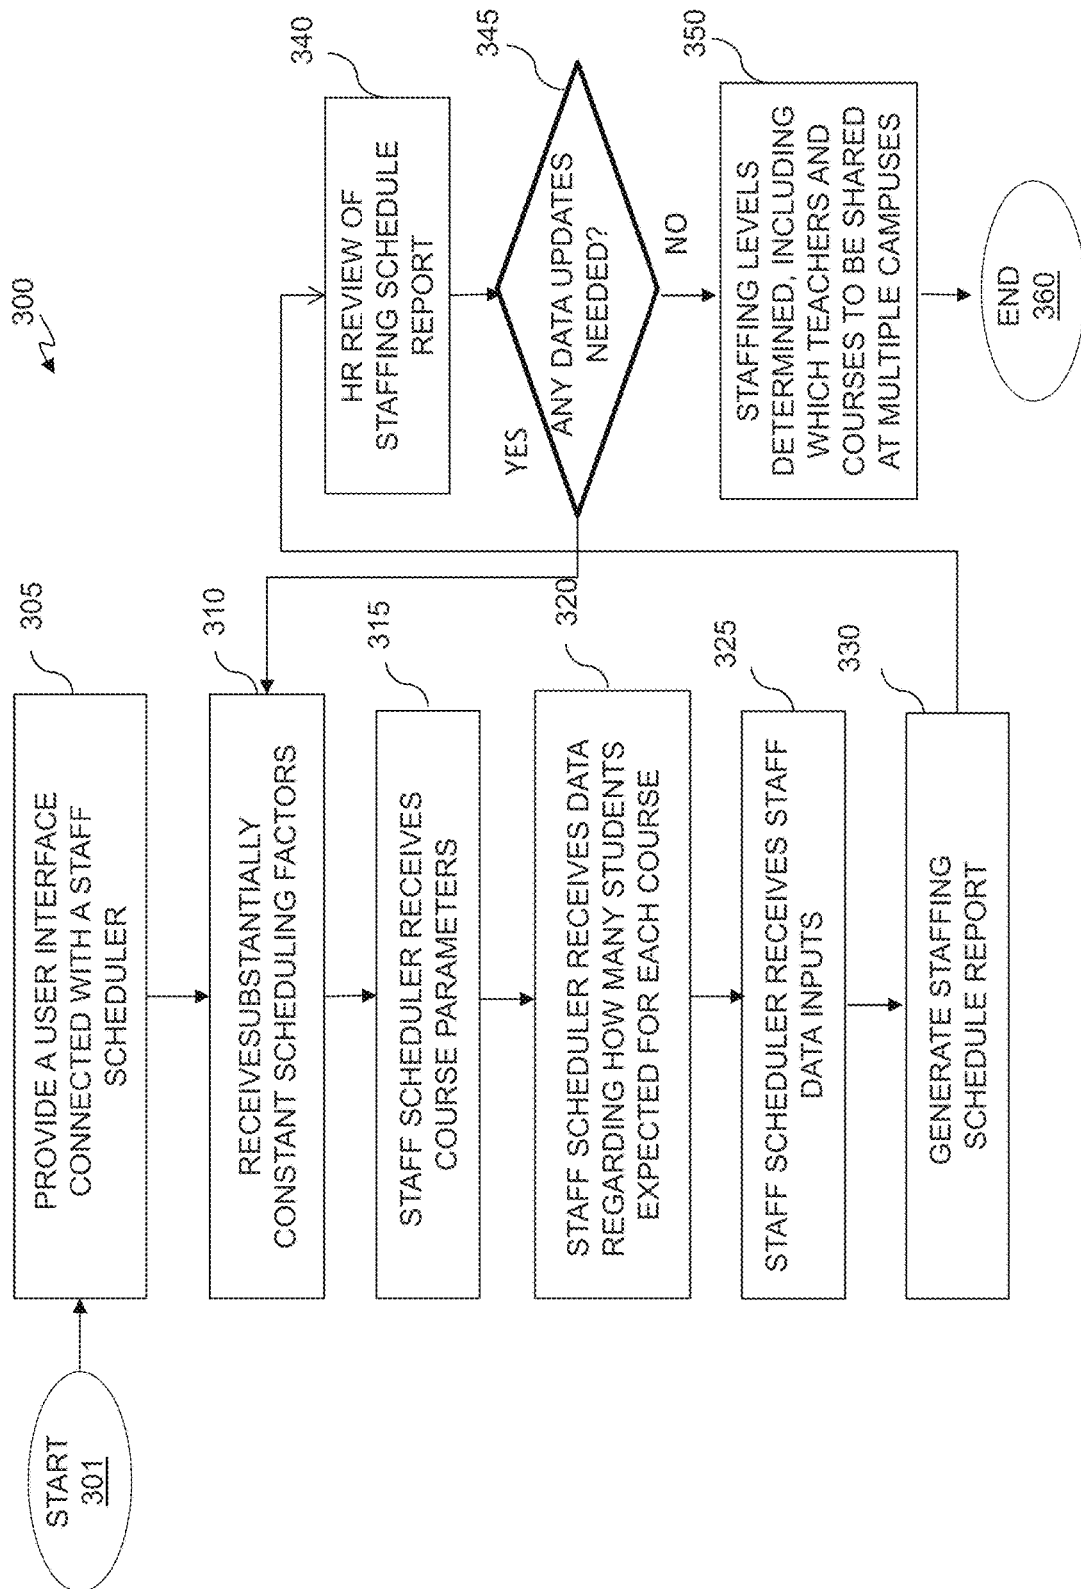 300
START
301
PROVIDE A USER INTERFACE
CONNECTED WITH A STAFF
SCHEDULER
305
RECEIVESUBSTANTIALLY
CONSTANT SCHEDULING FACTORS
310
STAFF SCHEDULER RECEIVES
COURSE PARAMETERS
315
STAFF SCHEDULER RECEIVES DATA
REGARDING HOW MANY STUDENTS
EXPECTED FOR EACH COURSE
320
STAFF SCHEDULER RECEIVES STAFF
DATA INPUTS
325
GENERATE STAFFING
SCHEDULE REPORT
330
HR REVIEW OF
STAFFING SCHEDULE
REPORT
340
ANY DATA UPDATES
NEEDED?
345
YES
NO
STAFFING LEVELS
DETERMINED, INCLUDING
WHICH TEACHERS AND
COURSES TO BE SHARED
AT MULTIPLE CAMPUSES
350
END
360